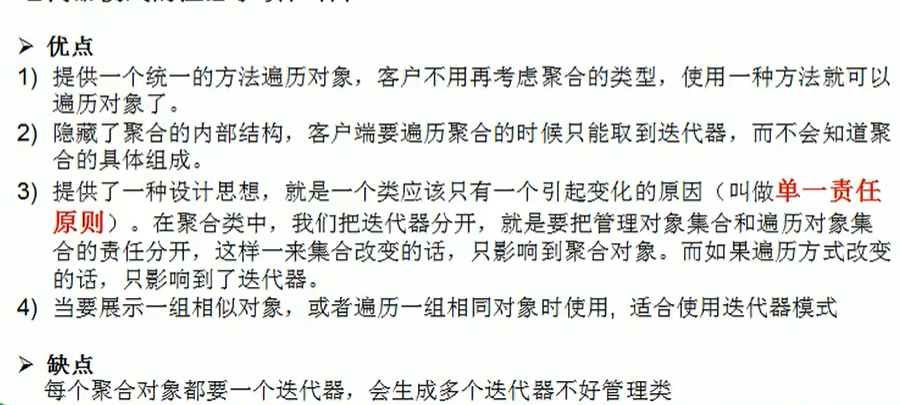 ➢ 优点
1) 提供一个统一的方法遍历对象，客户不用再考虑聚合的类型，使用一种方法就可以
遍历对象了。
2) 隐藏了聚合的内部结构，客户端要遍历聚合的时候只能取到迭代器，而不会知道聚
合的具体组成。
3) 提供了一种设计思想，就是一个类应该只有一个引起变化的原因（叫做单一责任
原则）。在聚合类中，我们把迭代器分开，就是要把管理对象集合和遍历对象集
合的责任分开，这样一来集合改变的话，只影响到聚合对象。而如果遍历方式改变
的话，只影响到了迭代器。
4) 当要展示一组相似对象，或者遍历一组相同对象时使用, 适合使用迭代器模式
➢ 缺点
每个聚合对象都要一个迭代器，会生成多个迭代器不好管理类